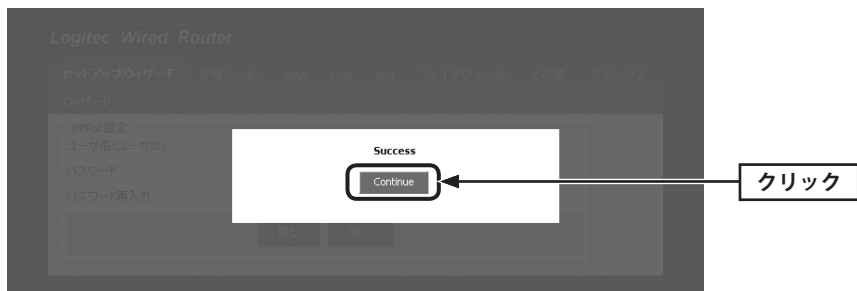 Logitec Wired Router
セットアップウィザード 管理ツール WAN LAN NAT ファイアウォール その他 ステータス
ウィザード
PPPoE設定
ユーザ名(ユーザID)
パスワード
パスワード再入力
Success
Continue
クリック
戻る 完了